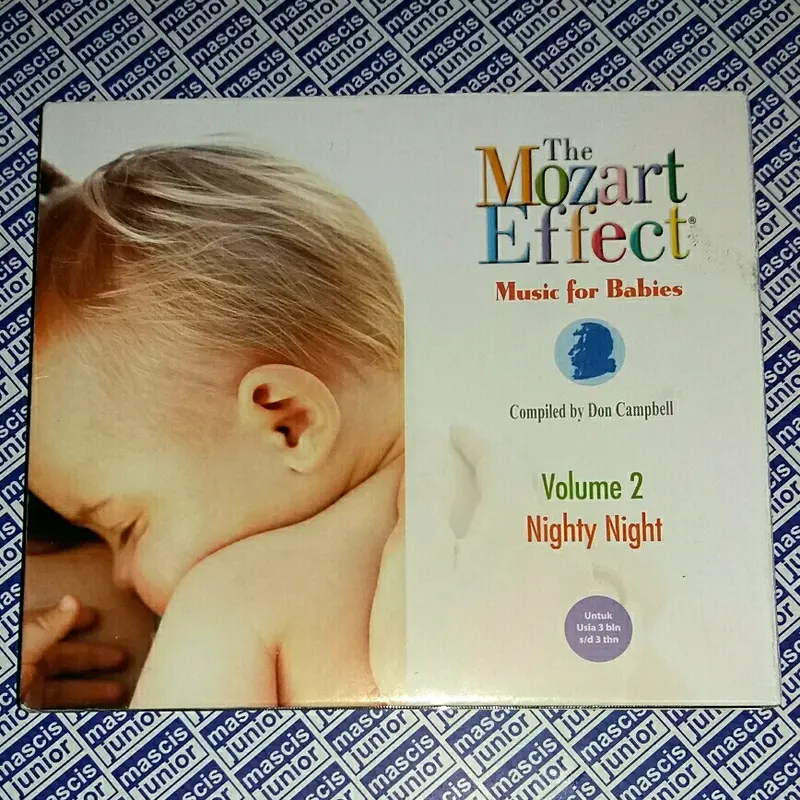 The
Mozart
Effect®
Music for Babies
Compiled by Don Campbell
Volume 2
Nighty Night
Untuk
Usia 3 bln
s/d 3 thn
mascis
junior